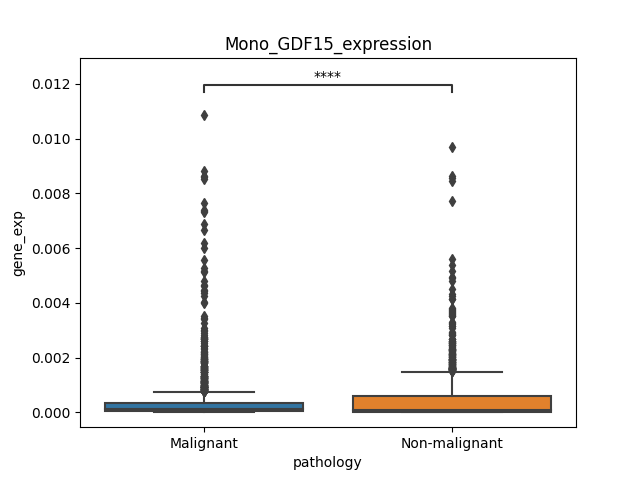 Mono_GDF15_expression
****
0.012
0.010
0.008
0.006
0.004
0.002
0.000
gene_exp
Malignant
Non-malignant
pathology